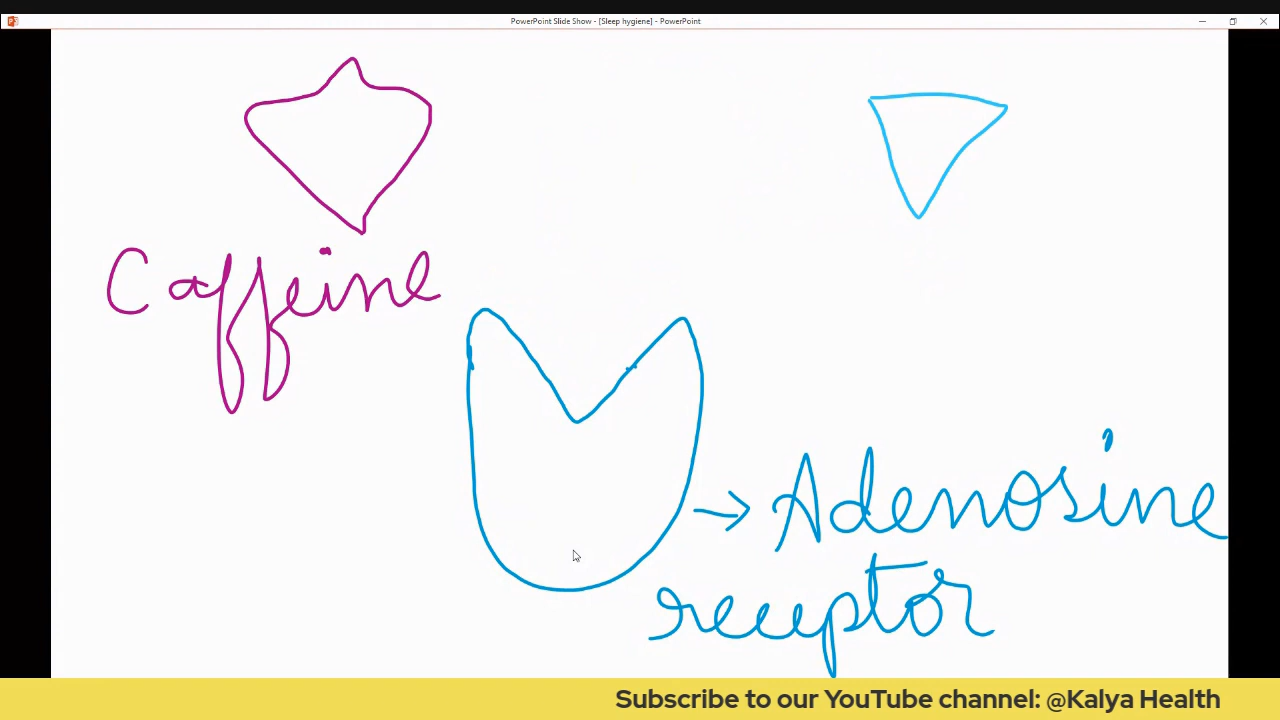 PowerPoint Slide Show - [Sleep hygiene] - PowerPoint
Caffeine
Adenosine
receptor
Subscribe to our YouTube channel: @Kalya Health